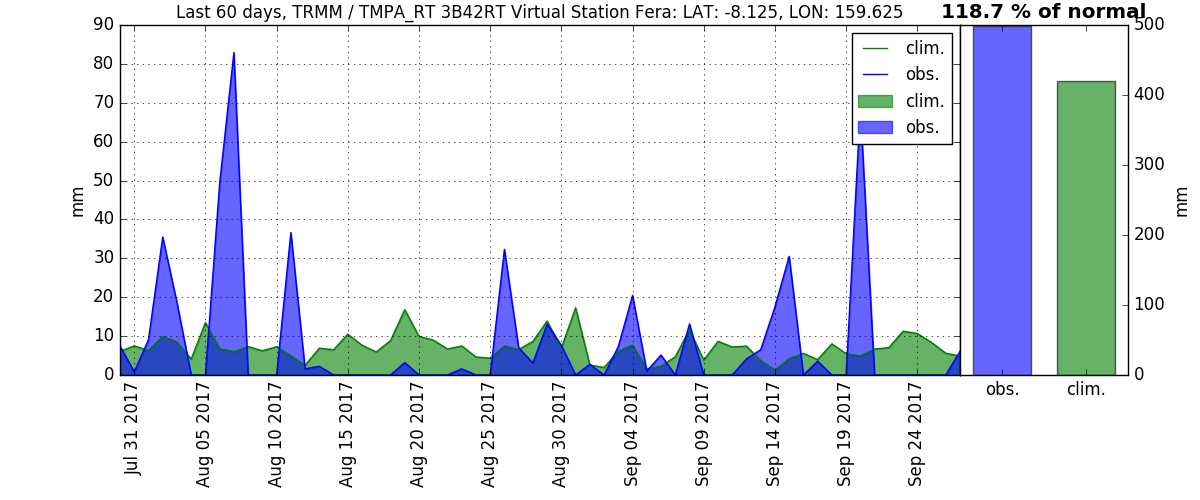 Last 60 days, TRMM / TMPA_RT 3B42RT Virtual Station Fera: LAT: -8.125, LON: 159.625
118.7 % of normal
90
80
70
60
50
40
30
20
10
0
mm
clim.
obs.
clim.
obs.
Jul 31 2017
Aug 05 2017
Aug 10 2017
Aug 15 2017
Aug 20 2017
Aug 25 2017
Aug 30 2017
Sep 04 2017
Sep 09 2017
Sep 14 2017
Sep 19 2017
Sep 24 2017
500
400
300
200
100
0
mm
obs.
clim.